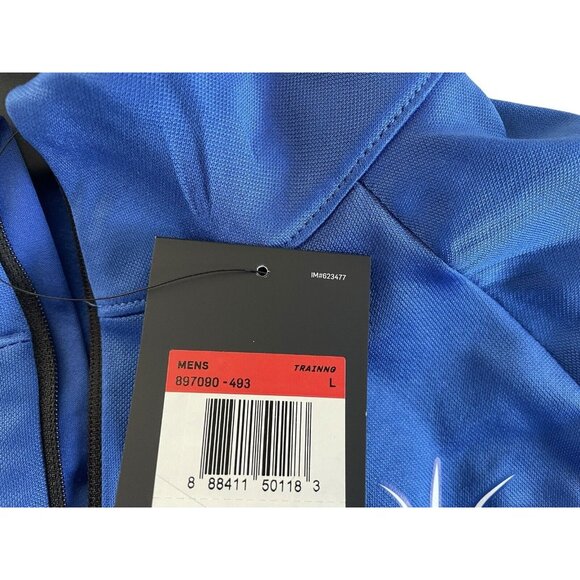 IM#623477
MENS TRAINNG
897090-493 L
8 88411 50118 3